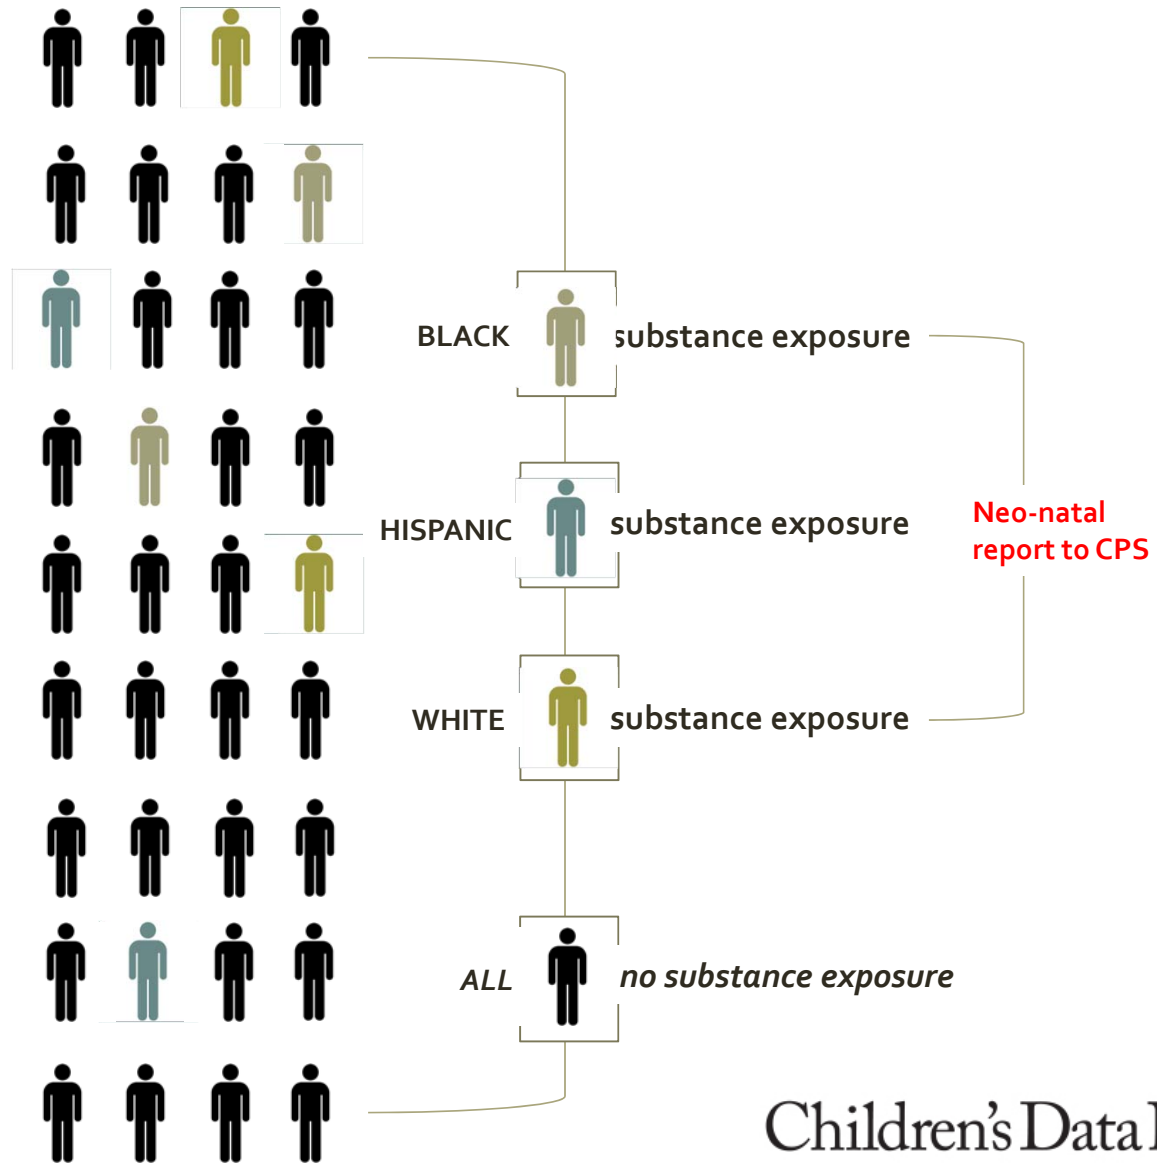 BLACK substance exposure
HISPANIC substance exposure
Neo-natal
report to CPS
WHITE substance exposure
ALL no substance exposure
Children's Data